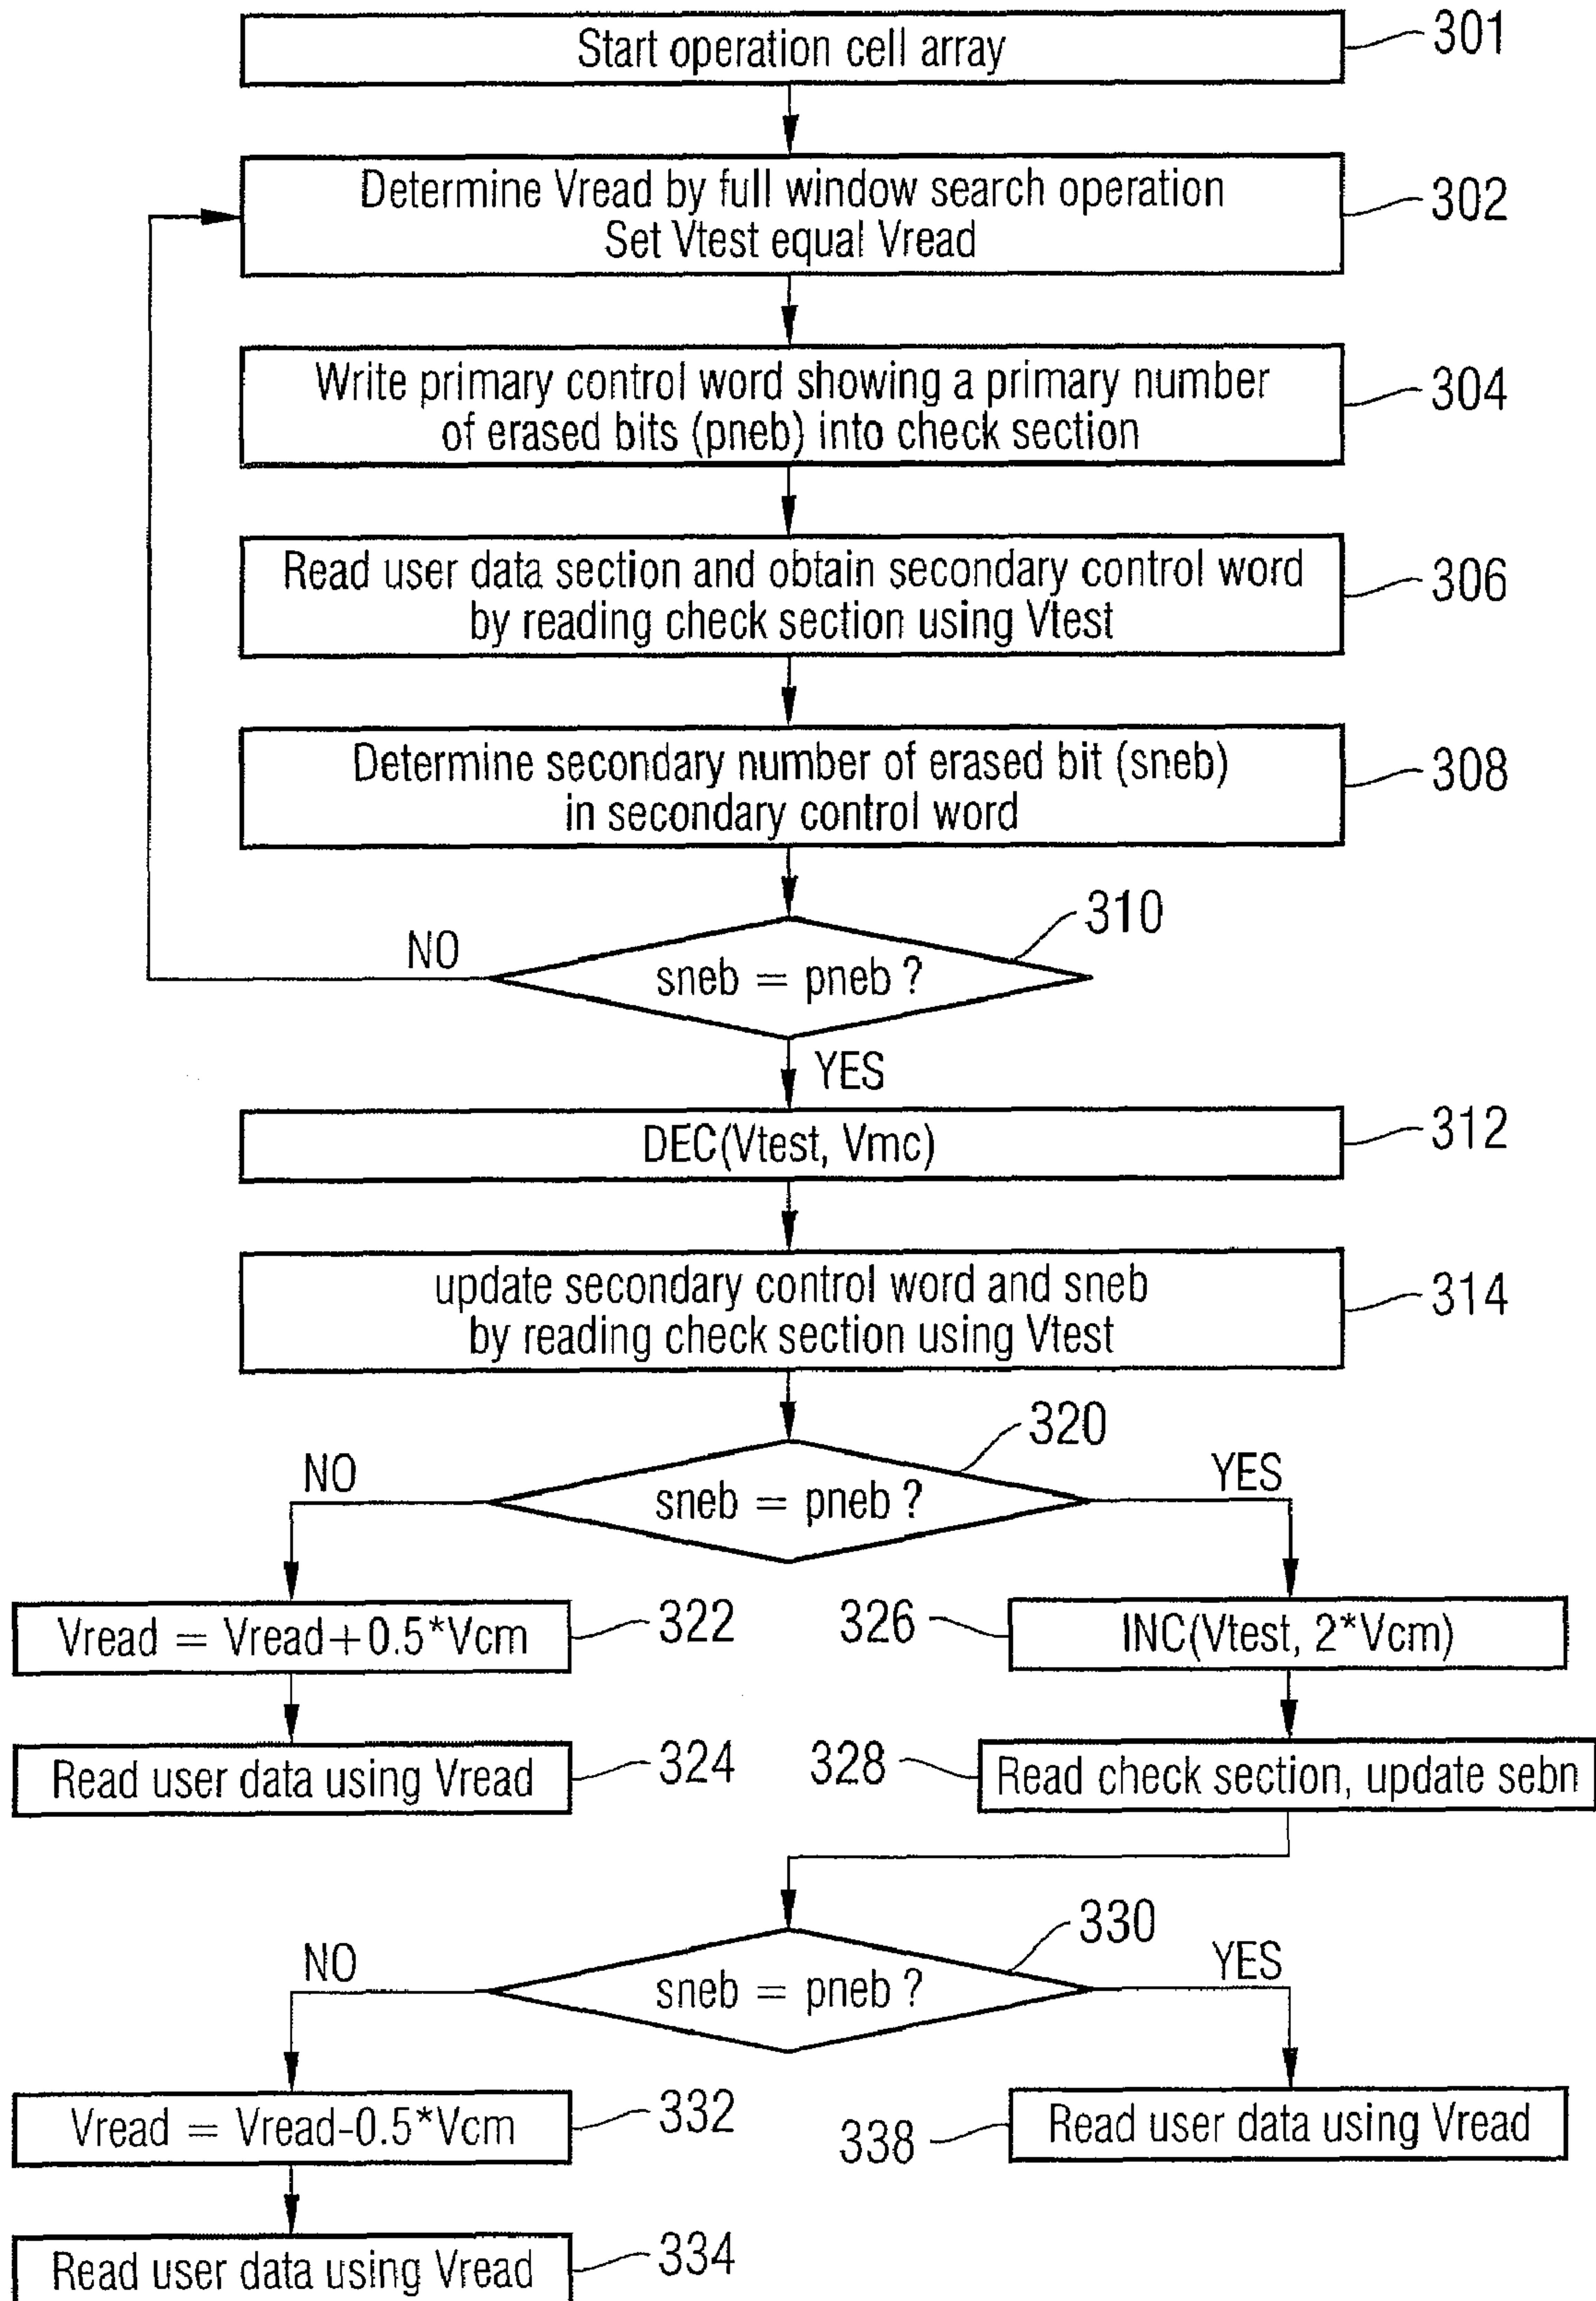 Start operation cell array
301
Determine Vread by full window search operation
Set Vtest equal Vread
302
Write primary control word showing a primary number
of erased bits (pneb) into check section
304
Read user data section and obtain secondary control word
by reading check section using Vtest
306
Determine secondary number of erased bit (sneb)
in secondary control word
308
310
NO
sneb = pneb ?
YES
DEC(Vtest, Vmc)
312
update secondary control word and sneb
by reading check section using Vtest
314
320
NO
sneb = pneb ?
YES
Vread = Vread+0.5*Vcm
322
326
INC(Vtest, 2*Vcm)
Read user data using Vread
324
328
Read check section, update sebn
330
NO
sneb = pneb ?
YES
Vread = Vread-0.5*Vcm
332
338
Read user data using Vread
Read user data using Vread
334